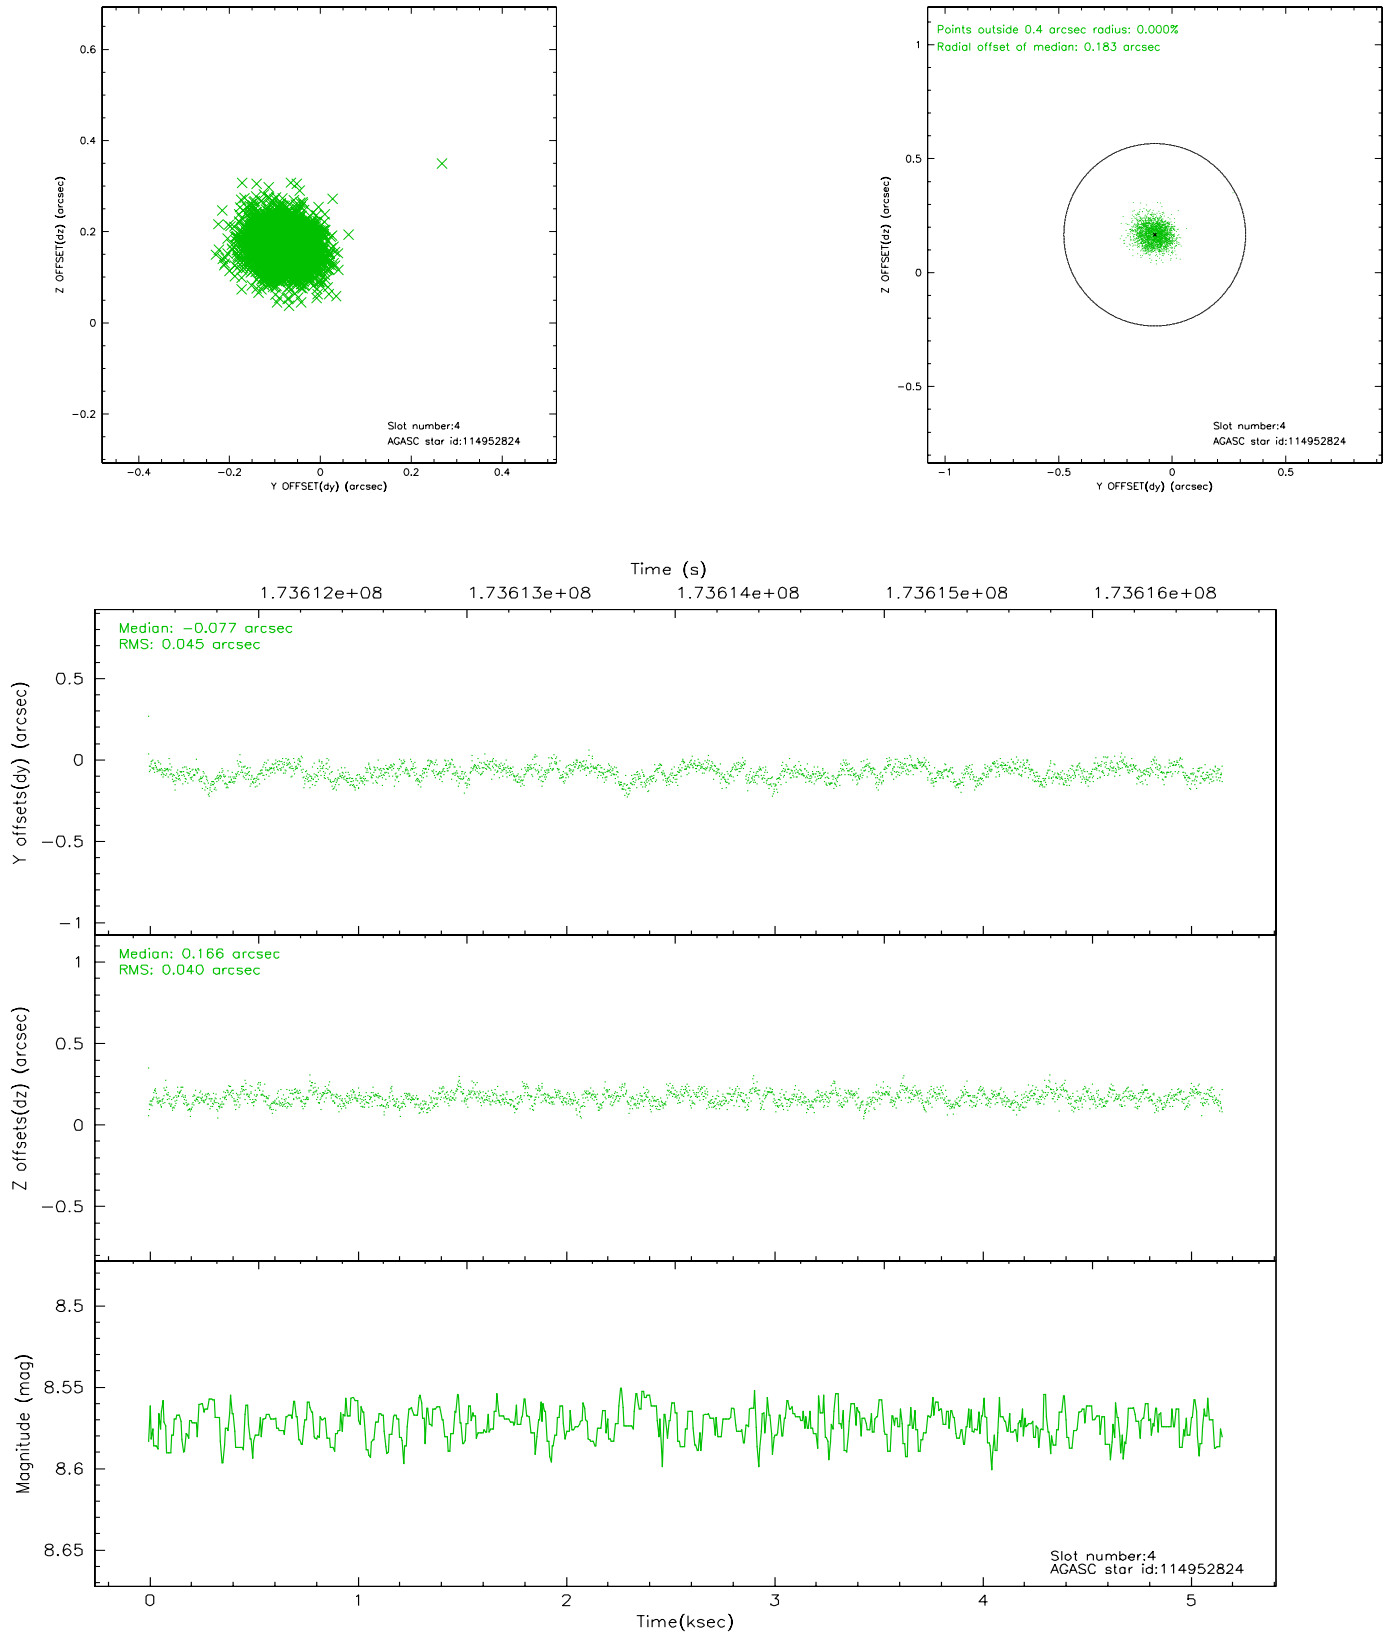 0.6
0.4
0.2
0
−0.2
Z OFFSET(dz) (arcsec)
Slot number:4
AGASC star id:114952824
−0.4 −0.2 0 0.2 0.4
Y OFFSET(dy) (arcsec)
Points outside 0.4 arcsec radius: 0.000%
Radial offset of median: 0.183 arcsec
1
0.5
0
−0.5
Z OFFSET(dz) (arcsec)
Slot number:4
AGASC star id:114952824
−1 −0.5 0 0.5
Y OFFSET(dy) (arcsec)
Time (s)
1.73612e+08 1.73613e+08 1.73614e+08 1.73615e+08 1.73616e+08
Median: −0.077 arcsec
RMS: 0.045 arcsec
0.5
0
−0.5
−1
Y offsets(dy) (arcsec)
Median: 0.166 arcsec
RMS: 0.040 arcsec
1
0.5
0
−0.5
Z offsets(dz) (arcsec)
8.5
8.55
8.6
8.65
Magnitude (mag)
Slot number:4
AGASC star id:114952824
0 1 2 3 4 5
Time(ksec)